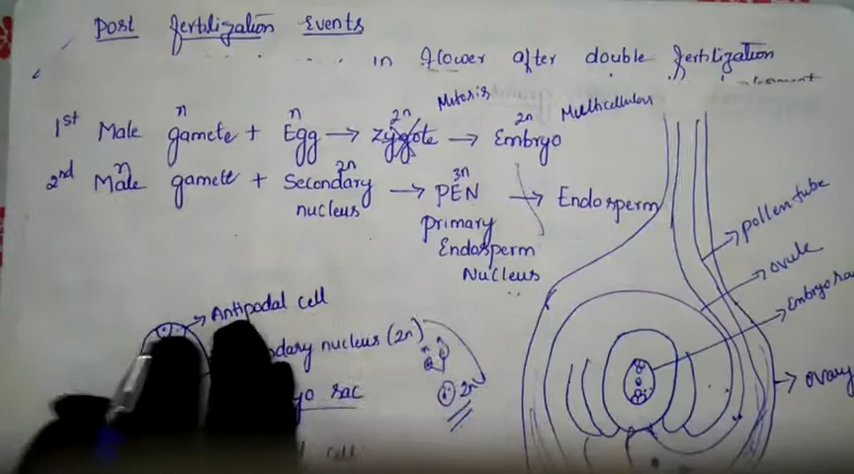 Post fertilization Events
in flower after double fertilization
Mitosis
n n 2n 2n Multicellular
1st Male gamete + Egg → Zygote → Embryo
n 2n 3n
2nd Male gamete + Secondary nucleus → PEN → Endosperm
Primary Endosperm Nucleus
pollen tube
ovule
Embryo sac
ovary
Antipodal cell
dary nucleus (2n)
n n
2n
yo sac
cell